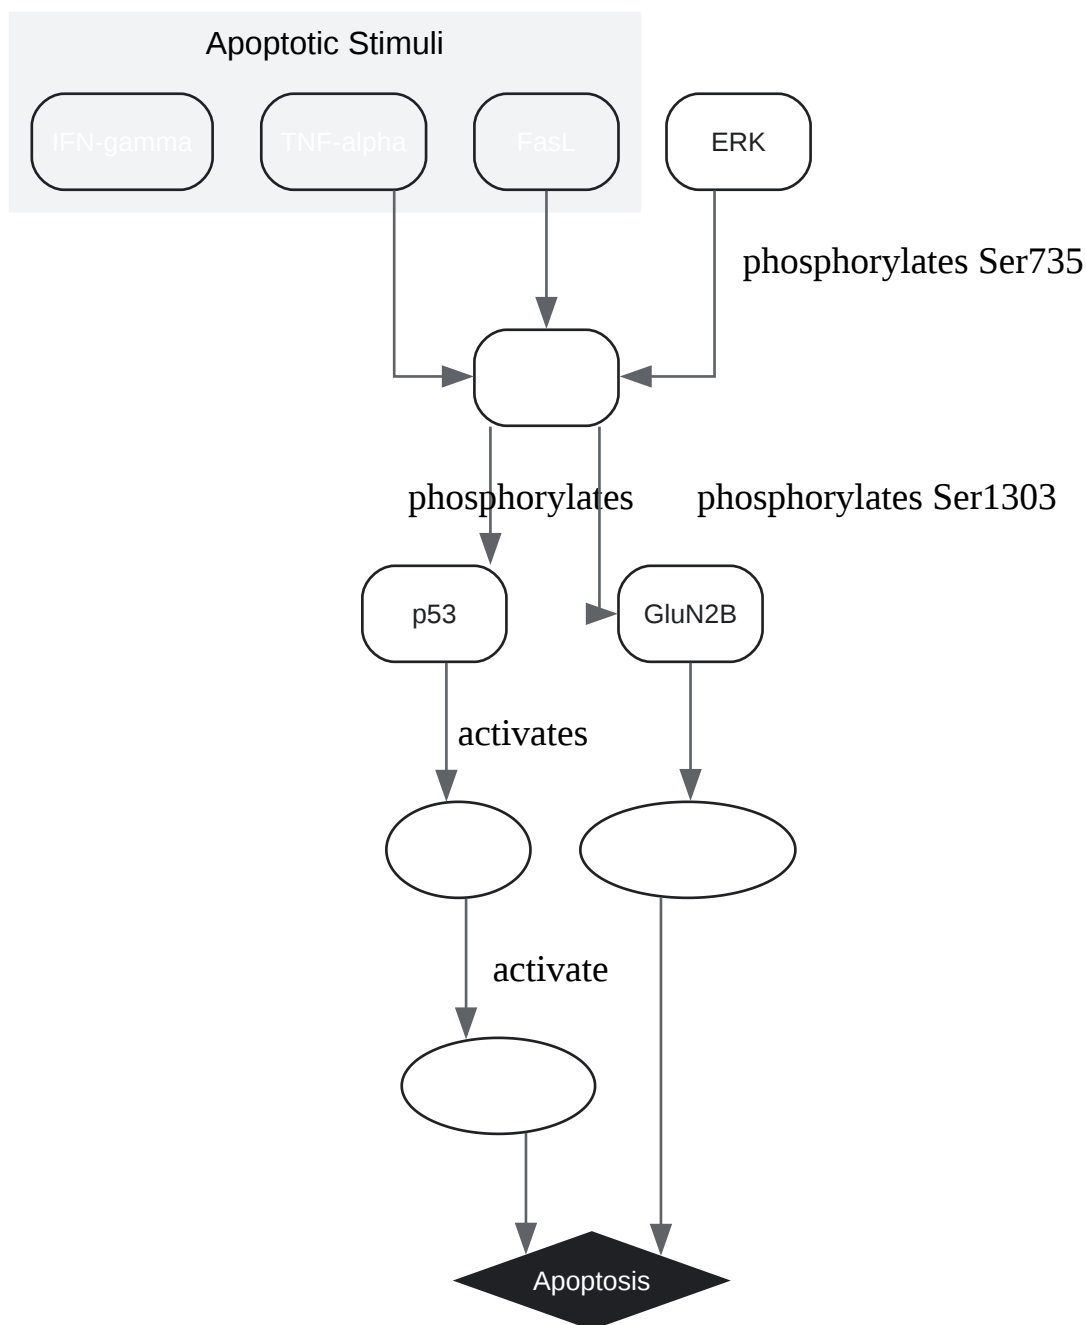 Apoptotic Stimuli
IFN-gamma
TNF-alpha
FasL
ERK
phosphorylates Ser735
phosphorylates
phosphorylates Ser1303
p53
GluN2B
activates
activate
Apoptosis